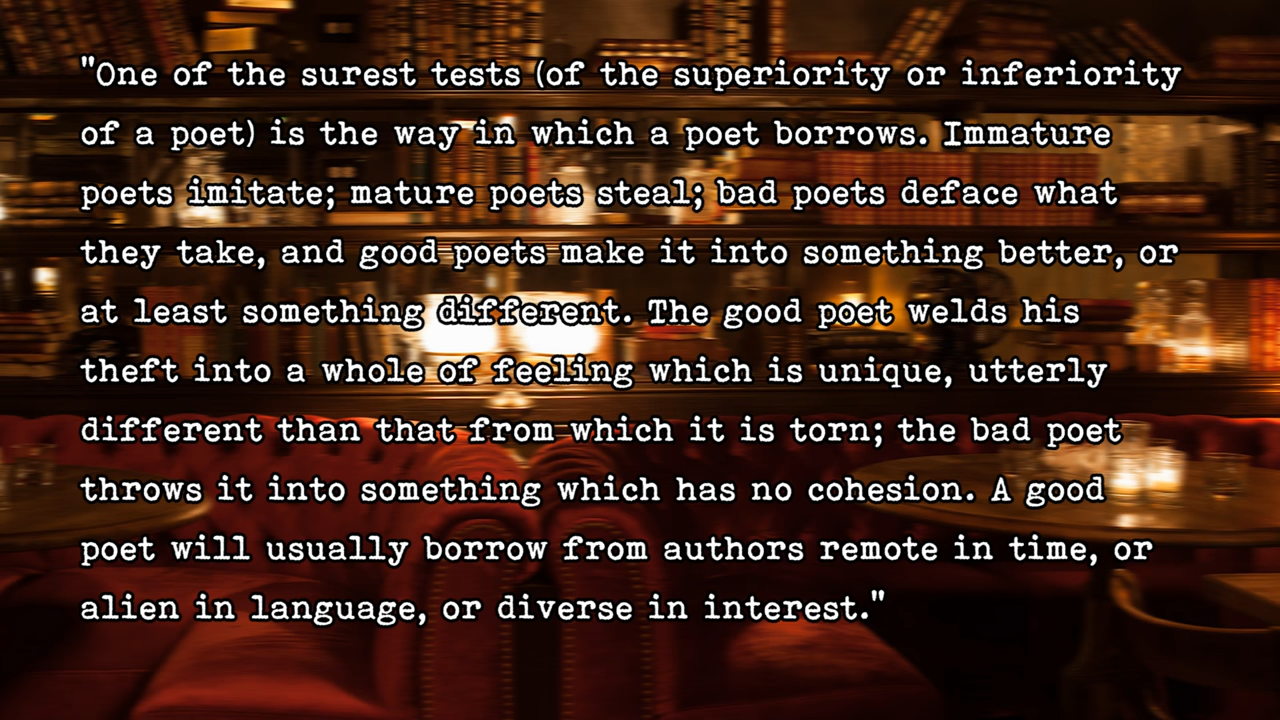 "One of the surest tests (of the superiority or inferiority
of a poet) is the way in which a poet borrows. Immature
poets imitate; mature poets steal; bad poets deface what
they take, and good poets make it into something better, or
at least something different. The good poet welds his
theft into a whole of feeling which is unique, utterly
different than that from which it is torn; the bad poet
throws it into something which has no cohesion. A good
poet will usually borrow from authors remote in time, or
alien in language, or diverse in interest."